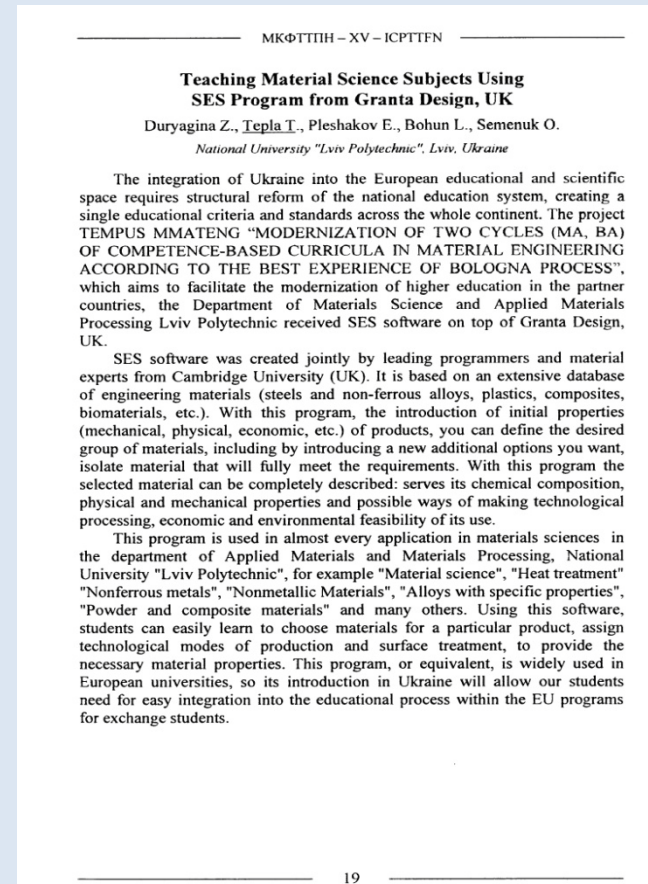 МКФТТПН – XV – ICPTTFN
Teaching Material Science Subjects Using
SES Program from Granta Design, UK
Duryagina Z., Tepla T., Pleshakov E., Bohun L., Semenuk O.
National University "Lviv Polytechnic", Lviv, Ukraine
The integration of Ukraine into the European educational and scientific
space requires structural reform of the national education system, creating a
single educational criteria and standards across the whole continent. The project
TEMPUS MMATENG “MODERNIZATION OF TWO CYCLES (MA, BA)
OF COMPETENCE-BASED CURRICULA IN MATERIAL ENGINEERING
ACCORDING TO THE BEST EXPERIENCE OF BOLOGNA PROCESS”,
which aims to facilitate the modernization of higher education in the partner
countries, the Department of Materials Science and Applied Materials
Processing Lviv Polytechnic received SES software on top of Granta Design,
UK.
SES software was created jointly by leading programmers and material
experts from Cambridge University (UK). It is based on an extensive database
of engineering materials (steels and non-ferrous alloys, plastics, composites,
biomaterials, etc.). With this program, the introduction of initial properties
(mechanical, physical, economic, etc.) of products, you can define the desired
group of materials, including by introducing a new additional options you want,
isolate material that will fully meet the requirements. With this program the
selected material can be completely described: serves its chemical composition,
physical and mechanical properties and possible ways of making technological
processing, economic and environmental feasibility of its use.
This program is used in almost every application in materials sciences in
the department of Applied Materials and Materials Processing, National
University "Lviv Polytechnic", for example "Material science", "Heat treatment"
"Nonferrous metals", "Nonmetallic Materials", "Alloys with specific properties",
"Powder and composite materials" and many others. Using this software,
students can easily learn to choose materials for a particular product, assign
technological modes of production and surface treatment, to provide the
necessary material properties. This program, or equivalent, is widely used in
European universities, so its introduction in Ukraine will allow our students
need for easy integration into the educational process within the EU programs
for exchange students.
19